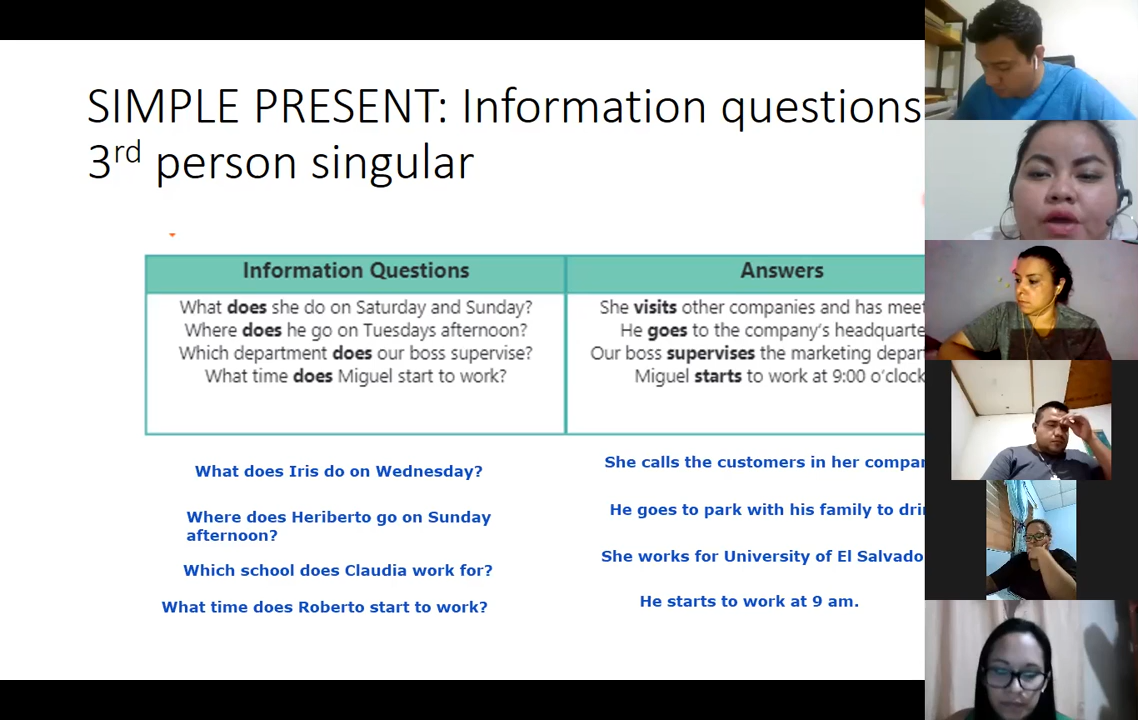 SIMPLE PRESENT: Information questions
3rd person singular
Information Questions
Answers
What does she do on Saturday and Sunday?
She visits other companies and has
Where does he go on Tuesdays afternoon?
He goes to the company's
Which department does our boss supervise?
Our boss supervises the marketing
What time does Miguel start to work?
Miguel starts to work at 9:00 o'clock
What does Iris do on Wednesday?
She calls the customers in her
Where does Heriberto go on Sunday
afternoon?
He goes to park with his family to
Which school does Claudia work for?
She works for University of El
What time does Roberto start to work?
He starts to work at 9 am.